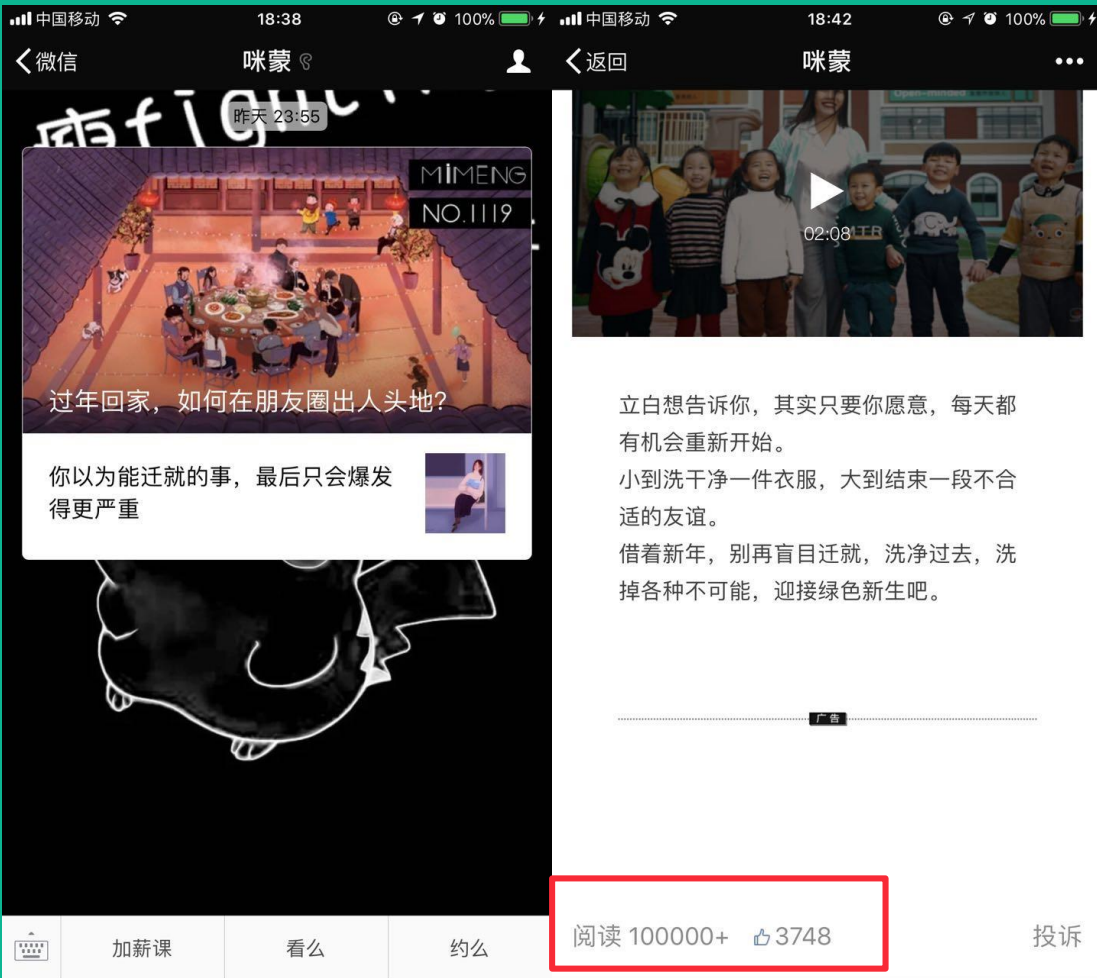 中国移动
18:38
100%
微信
咪蒙
fight
昨天 23:55
MIMENG
NO.1119
过年回家，如何在朋友圈出人头地?
你以为能迁就的事，最后只会爆发
得更严重
加薪课
看么
约么
中国移动
18:42
100%
返回
咪蒙
Open-minded
02:08
立白想告诉你，其实只要你愿意，每天都
有机会重新开始。
小到洗干净一件衣服，大到结束一段不合
适的友谊。
借着新年，别再盲目迁就，洗净过去，洗
掉各种不可能，迎接绿色新生吧。
广告
阅读 100000+
3748
投诉